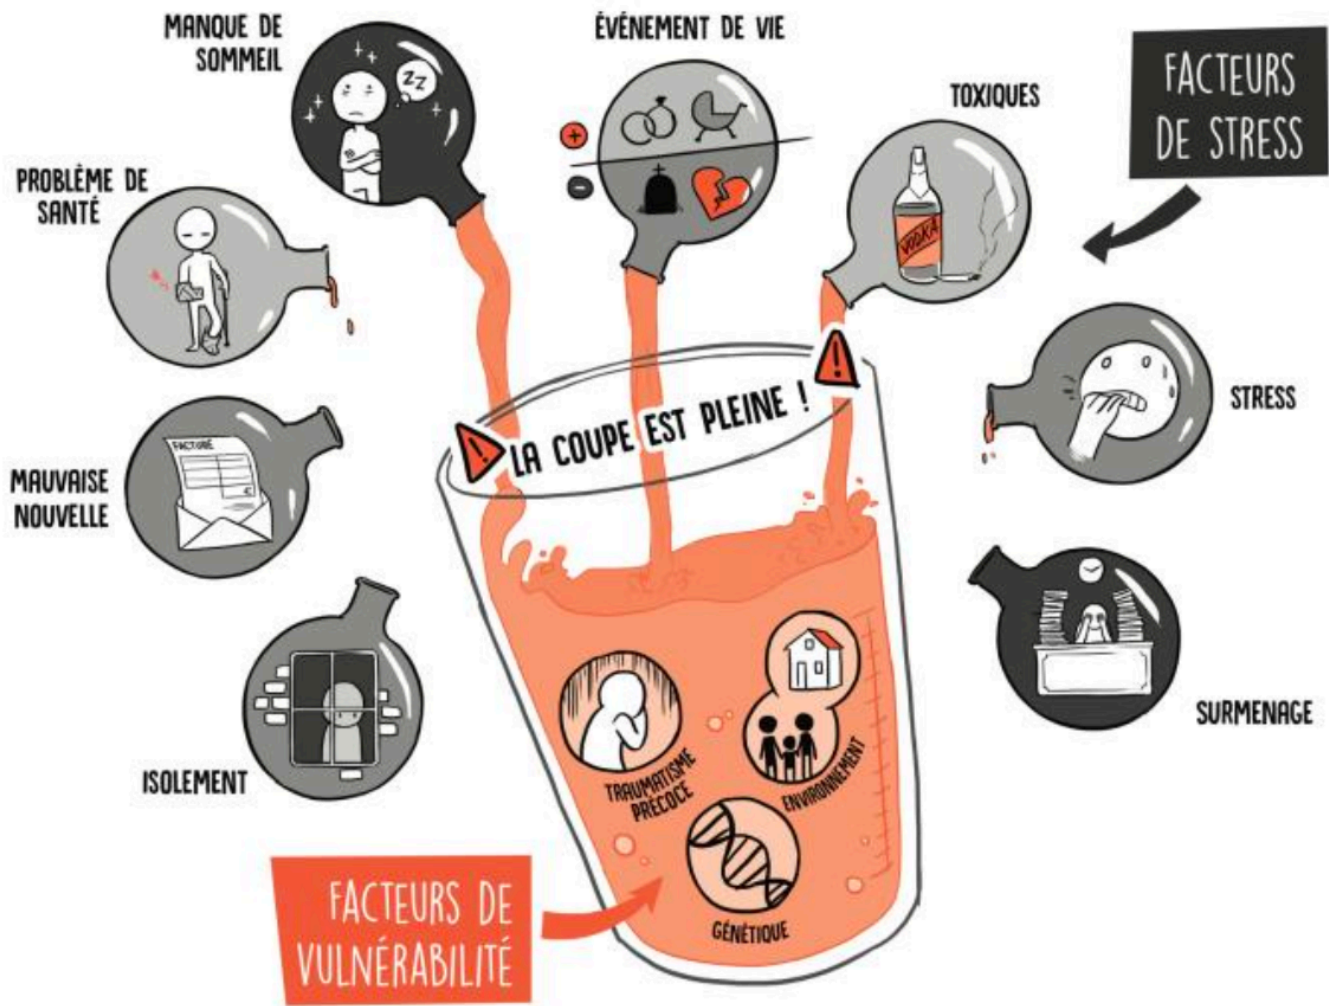 MANQUE DE
SOMMEIL
ÉVÉNEMENT DE VIE
TOXIQUES
FACTEURS
DE STRESS
PROBLÈME DE
SANTÉ
ZZ
VODKA
LA COUPE EST PLEINE !
STRESS
MAUVAISE
NOUVELLE
FACTURE
€
ISOLEMENT
SURMENAGE
TRAUMATISME
PRÉCOCE
ENVIRONNEMENT
GÉNÉTIQUE
FACTEURS DE
VULNÉRABILITÉ